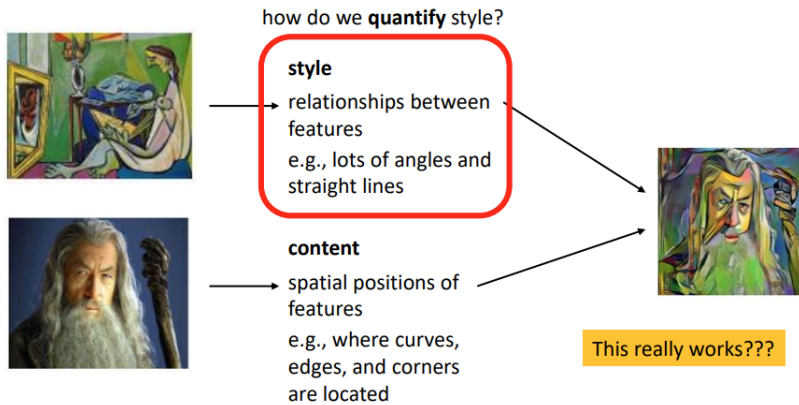 how do we quantify style?
style
relationships between
features
e.g., lots of angles and
straight lines
content
spatial positions of
features
e.g., where curves,
edges, and corners
are located
This really works???